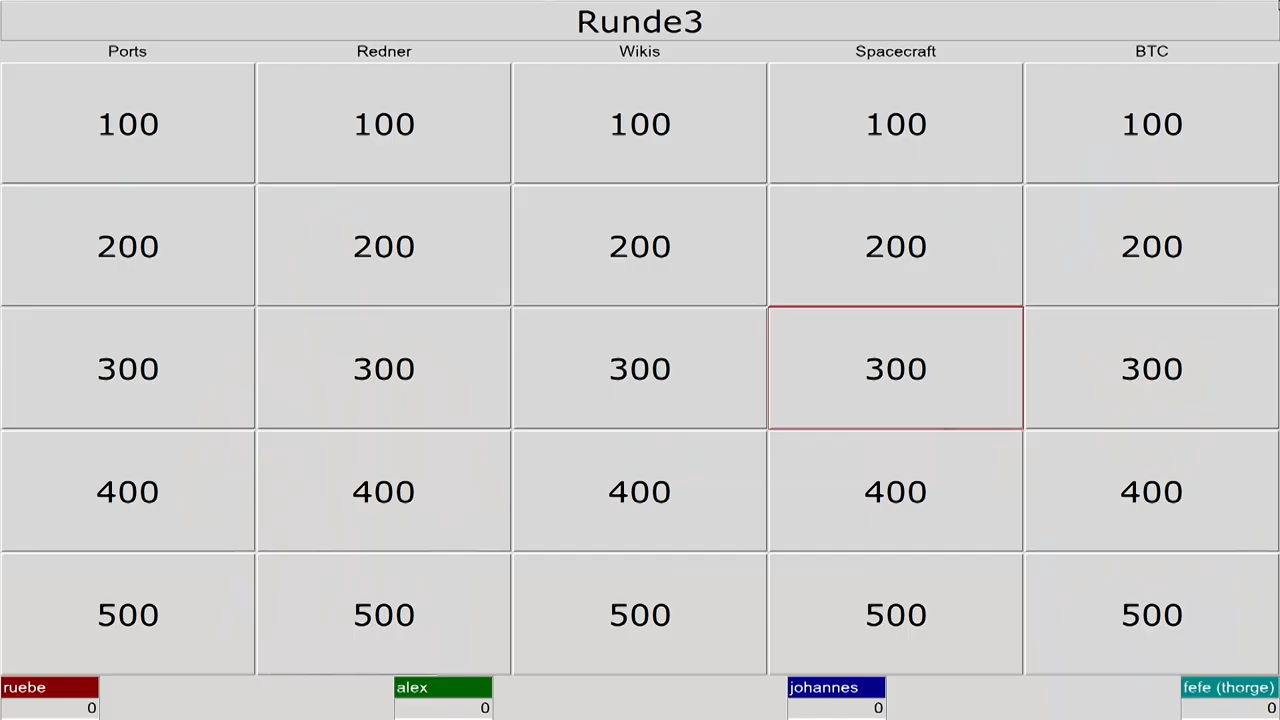 Runde3
Ports Redner Wikis Spacecraft BTC
100 100 100 100 100
200 200 200 200 200
300 300 300 300 300
400 400 400 400 400
500 500 500 500 500
ruebe alex johannes fefe (thorge)
0 0 0 0